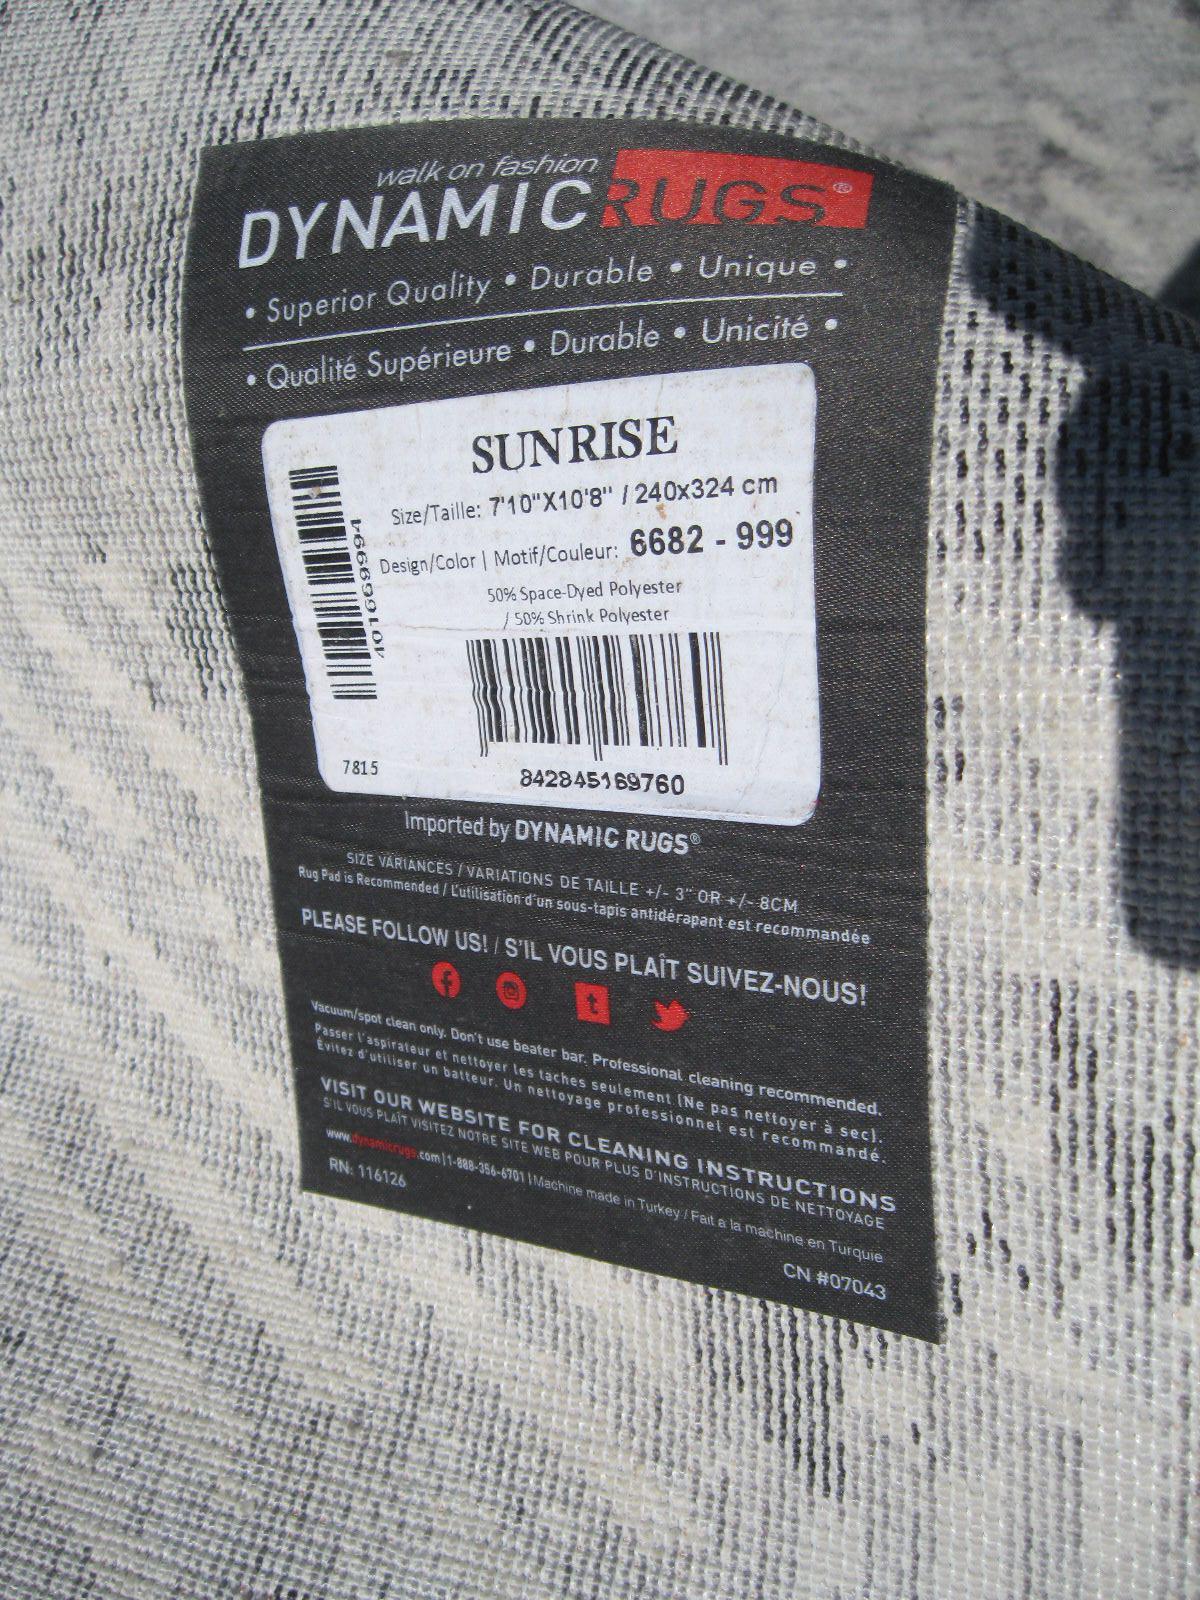 walk on fashion
DYNAMIC RUGS®
• Superior Quality • Durable • Unique •
• Qualité Supérieure • Durable • Unicité •
SUNRISE
Size/Taille: 7'10"X10'8" / 240x324 cm
Design/Color | Motif/Couleur: 6682 - 999
50% Space-Dyed Polyester
/ 50% Shrink Polyester
401669994
842845169760
7815
Imported by DYNAMIC RUGS®
SIZE VARIANCES / VARIATIONS DE TAILLE +/- 3" OR +/- 8CM
Rug Pad is Recommended / L'utilisation d'un sous-tapis antidérapant est recommandée
PLEASE FOLLOW US! / S'IL VOUS PLAÎT SUIVEZ-NOUS!
Vacuum/spot clean only. Don't use beater bar. Professional cleaning recommended.
Passer l'aspirateur et nettoyer les taches seulement (Ne pas nettoyer à sec).
Évitez d'utiliser un batteur. Un nettoyage professionnel est recommandé.
VISIT OUR WEBSITE FOR CLEANING INSTRUCTIONS
S'IL VOUS PLAÎT VISITEZ NOTRE SITE WEB POUR PLUS D'INSTRUCTIONS DE NETTOYAGE
www.dynamicrugs.com | 1-888-356-6701 | Machine made in Turkey / Fait a la machine en Turquie
RN: 116126
CN #07043